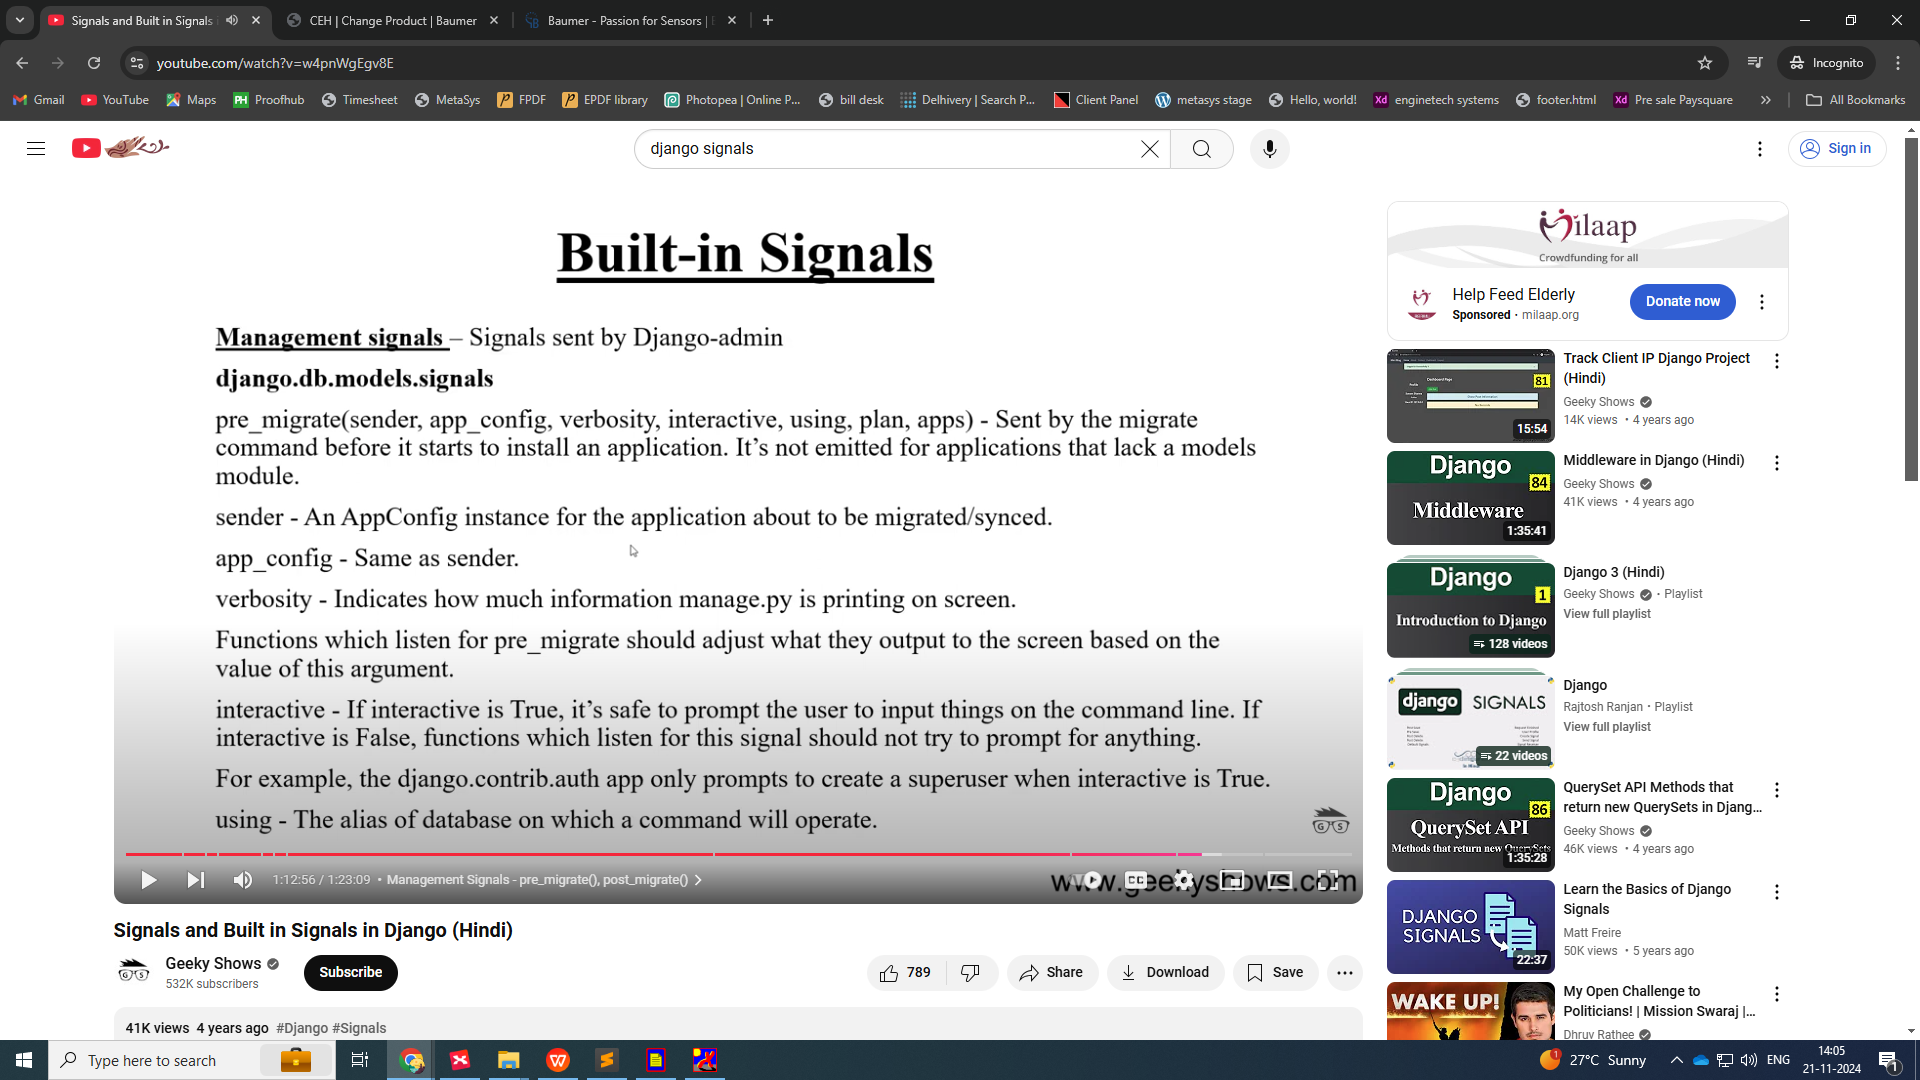 Signals and Built in Signals
CEH | Change Product | Baumer
Baumer - Passion for Sensors |
youtube.com/watch?v=w4pnWgEgv8E
Incognito
Gmail
YouTube
Maps
Proofhub
Timesheet
MetaSys
FPDF
EPDF library
Photopea | Online P...
bill desk
Delhivery | Search P...
Client Panel
metasys stage
Hello, world!
enginetech systems
footer.html
Pre sale Paysquare
All Bookmarks
django signals
Sign in
Built-in Signals
Management signals – Signals sent by Django-admin
django.db.models.signals
pre_migrate(sender, app_config, verbosity, interactive, using, plan, apps) - Sent by the migrate
command before it starts to install an application. It’s not emitted for applications that lack a models
module.
sender - An AppConfig instance for the application about to be migrated/synced.
app_config - Same as sender.
verbosity - Indicates how much information manage.py is printing on screen.
Functions which listen for pre_migrate should adjust what they output to the screen based on the
value of this argument.
interactive - If interactive is True, it’s safe to prompt the user to input things on the command line. If
interactive is False, functions which listen for this signal should not try to prompt for anything.
For example, the django.contrib.auth app only prompts to create a superuser when interactive is True.
using - The alias of database on which a command will operate.
GS
1:12:56 / 1:23:09 • Management Signals - pre_migrate(), post_migrate()
www.geekyshows.com
CC
Signals and Built in Signals in Django (Hindi)
Geeky Shows
532K subscribers
Subscribe
789
Share
Download
Save
41K views 4 years ago #Django #Signals
Milaap
Crowdfunding for all
Help Feed Elderly
Sponsored · milaap.org
Donate now
81
15:54
Track Client IP Django Project
(Hindi)
Geeky Shows
14K views • 4 years ago
Django
84
Middleware
1:35:41
Middleware in Django (Hindi)
Geeky Shows
41K views • 4 years ago
Django
1
Introduction to Django
128 videos
Django 3 (Hindi)
Geeky Shows • Playlist
View full playlist
django SIGNALS
22 videos
Django
Rajtosh Ranjan • Playlist
View full playlist
Django
86
QuerySet API
Methods that return new QuerySets
1:35:28
QuerySet API Methods that
return new QuerySets in Djang...
Geeky Shows
46K views • 4 years ago
DJANGO
SIGNALS
22:37
Learn the Basics of Django
Signals
Matt Freire
50K views • 5 years ago
WAKE UP!
My Open Challenge to
Politicians! | Mission Swaraj |...
Dhruv Rathee
Type here to search
27°C Sunny
ENG
14:05
21-11-2024
1